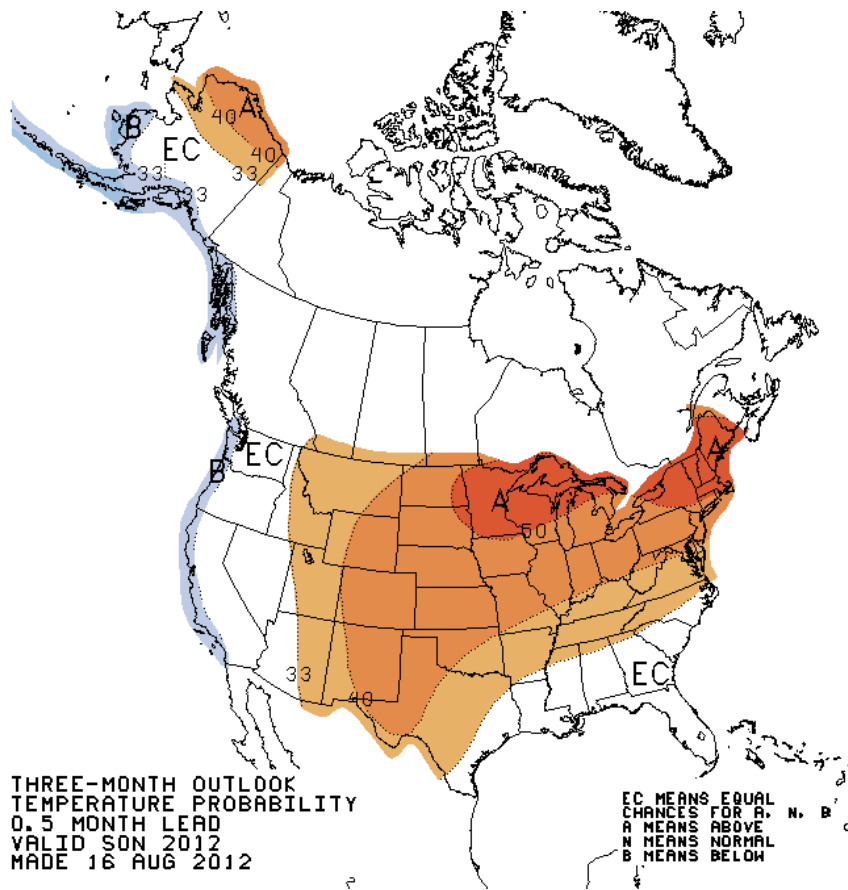 A
40
B
EC
40
33
33
33
A
EC
B
A
50
33
EC
40
THREE-MONTH OUTLOOK
TEMPERATURE PROBABILITY
0.5 MONTH LEAD
VALID SON 2012
MADE 16 AUG 2012
EC MEANS EQUAL
CHANCES FOR A, N, B
A MEANS ABOVE
N MEANS NORMAL
B MEANS BELOW